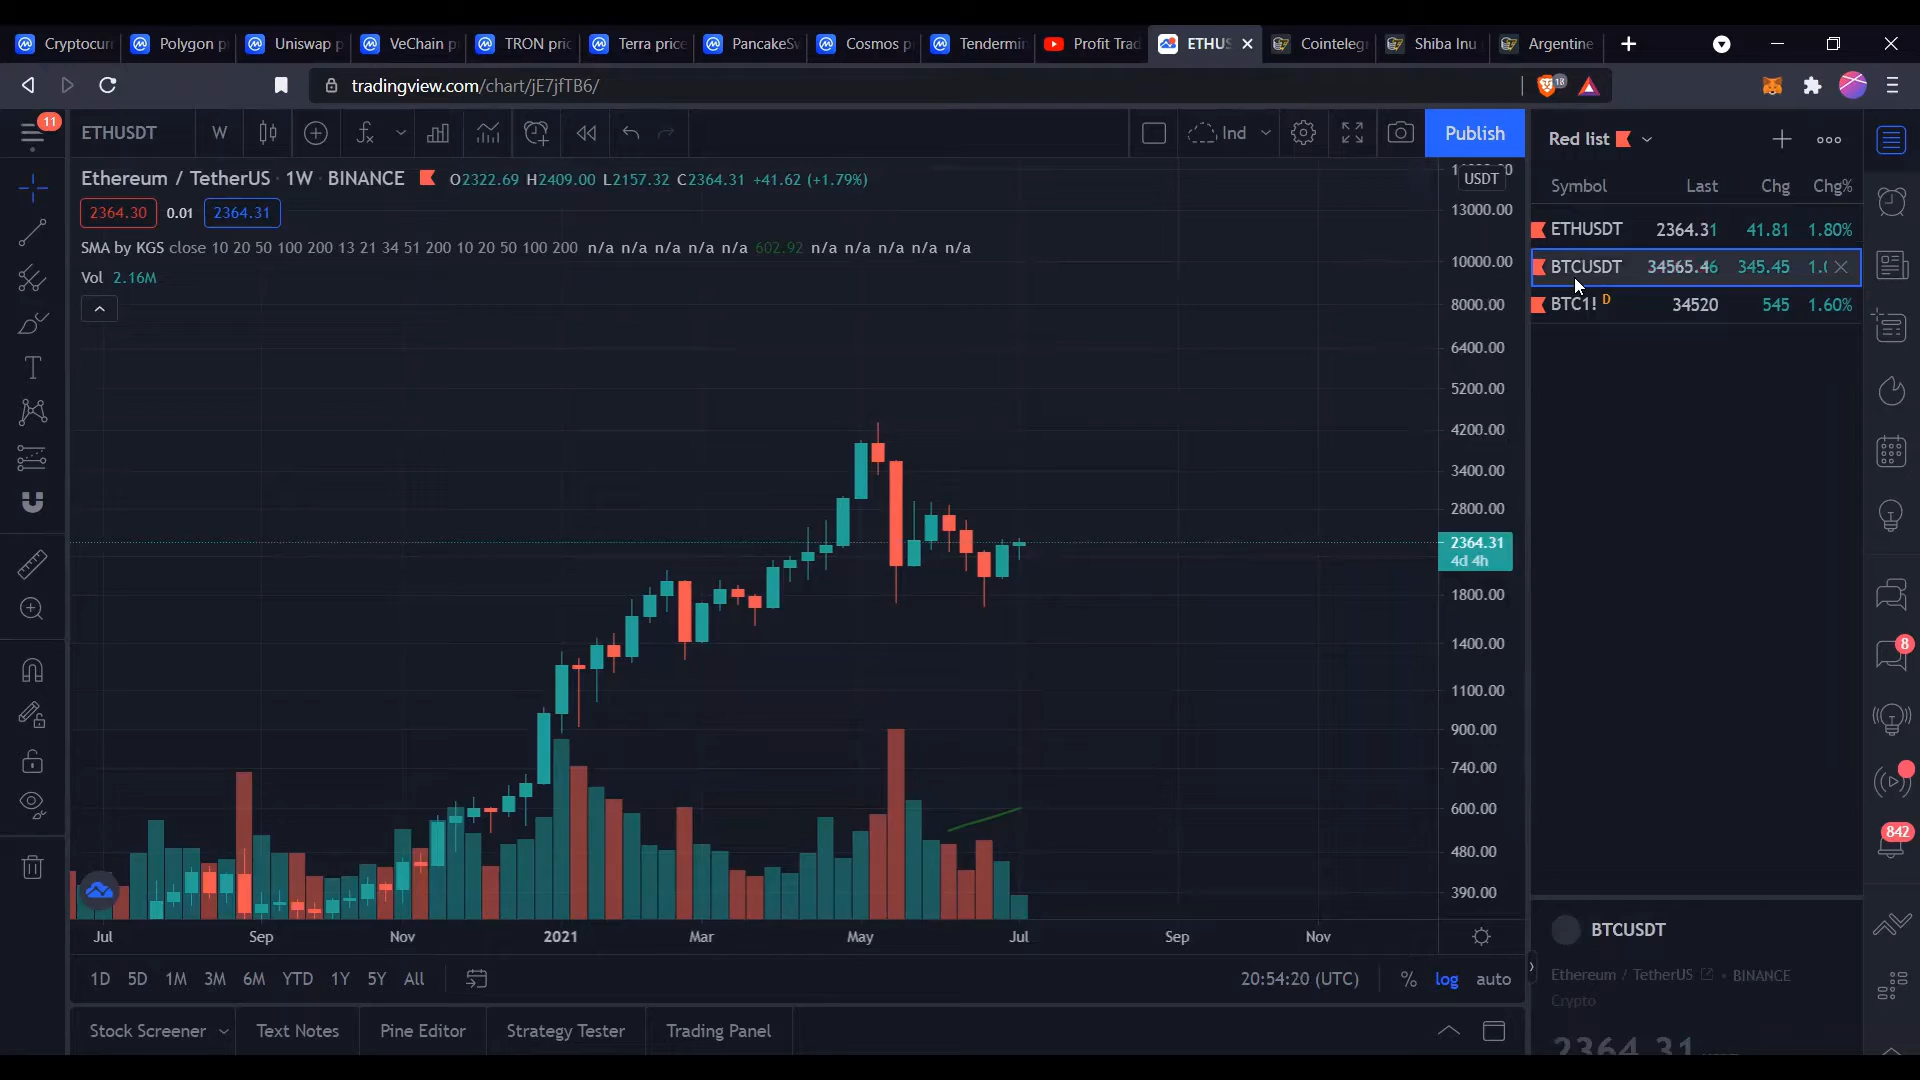 Cryptocur
Polygon p
Uniswap p
VeChain p
TRON pric
Terra price
PancakeSw
Cosmos p
Tendermin
Profit Trad
ETHUS
Cointelegr
Shiba Inu
Argentine
tradingview.com/chart/jE7jfTB6/
18
11
ETHUSDT
W
Ind
Publish
Ethereum / TetherUS · 1W · BINANCE O2322.69 H2409.00 L2157.32 C2364.31 +41.62 (+1.79%)
2364.30 0.01 2364.31
SMA by KGS close 10 20 50 100 200 13 21 34 51 200 10 20 50 100 200 n/a n/a n/a n/a n/a 602.92 n/a n/a n/a n/a n/a
Vol 2.16M
USDT
13000.00
10000.00
8000.00
6400.00
5200.00
4200.00
3400.00
2800.00
2364.31
4d 4h
1800.00
1400.00
1100.00
900.00
740.00
600.00
480.00
390.00
Jul Sep Nov 2021 Mar May Jul Sep Nov
1D 5D 1M 3M 6M YTD 1Y 5Y All
20:54:20 (UTC) % log auto
Stock Screener Text Notes Pine Editor Strategy Tester Trading Panel
Red list
Symbol Last Chg Chg%
ETHUSDT 2364.31 41.81 1.80%
BTCUSDT 34565.46 345.45 1.0
BTC1! D 34520 545 1.60%
BTCUSDT
Ethereum / TetherUS • BINANCE
Crypto
2364.31
8
842